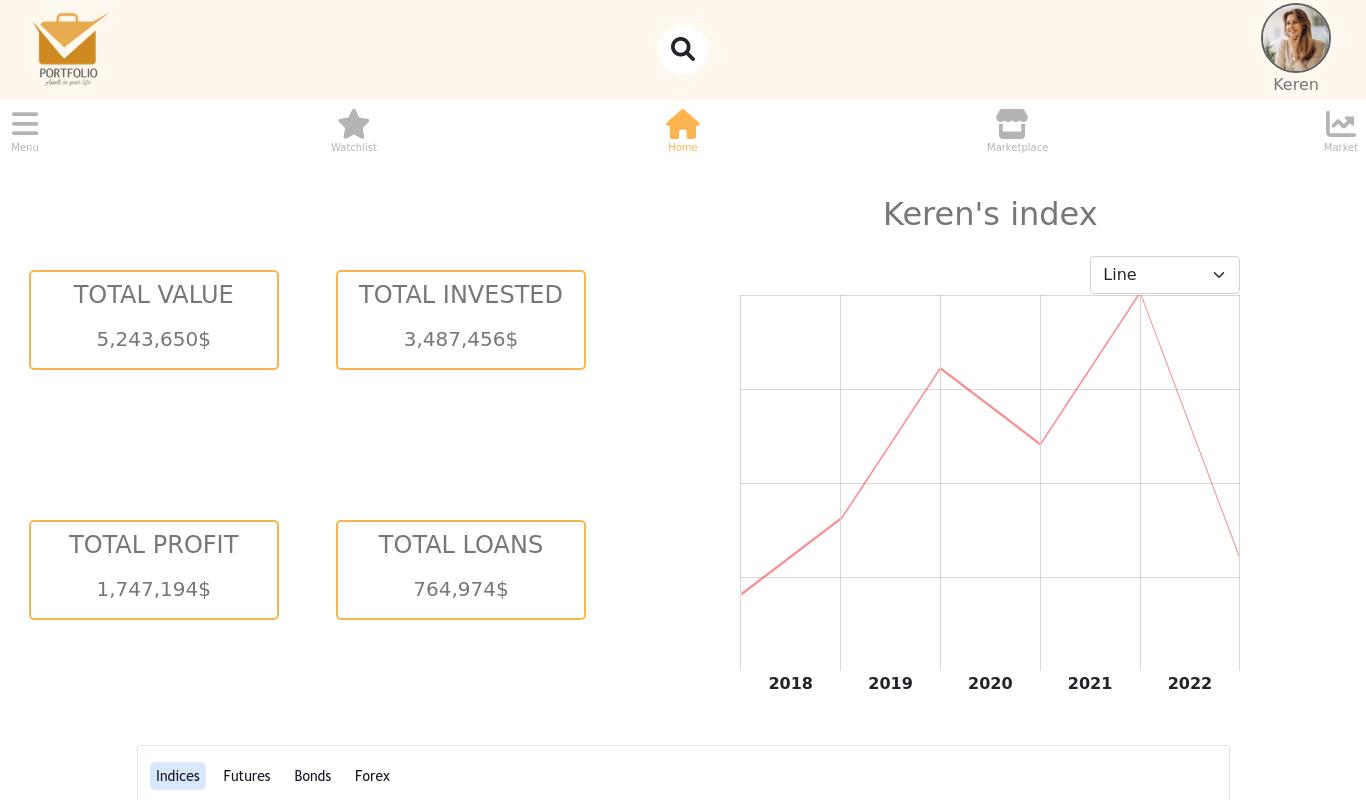 PORTFOLIO
Assets in your life
Keren
Menu
Watchlist
Home
Marketplace
Market
Keren's index
Line
TOTAL VALUE
5,243,650$
TOTAL INVESTED
3,487,456$
TOTAL PROFIT
1,747,194$
TOTAL LOANS
764,974$
2018 2019 2020 2021 2022
Indices Futures Bonds Forex